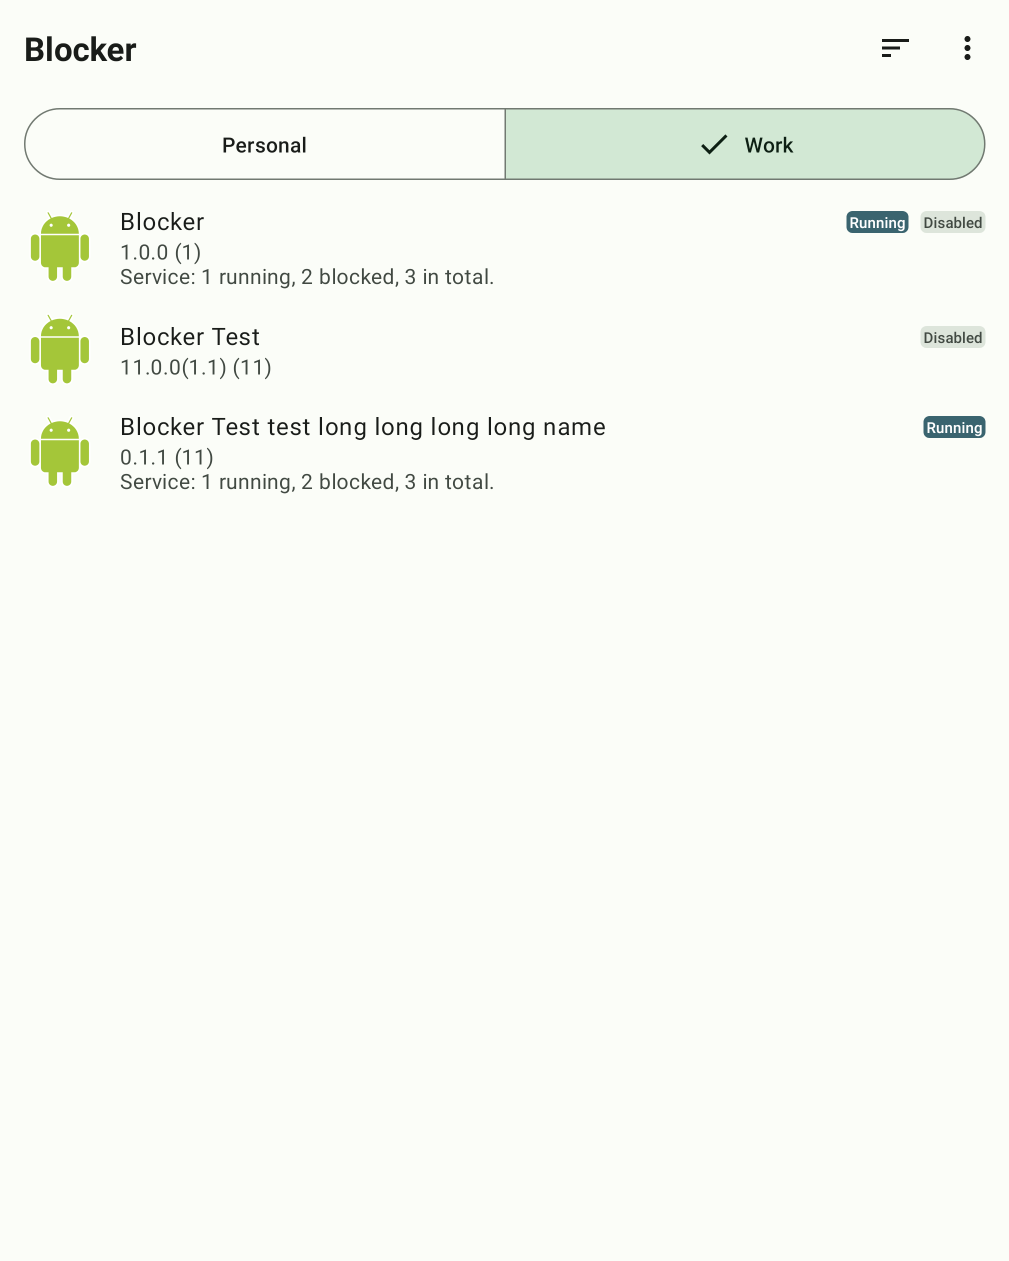 Blocker
Personal
Work
Blocker
Running
Disabled
1.0.0 (1)
Service: 1 running, 2 blocked, 3 in total.
Blocker Test
Disabled
11.0.0(1.1) (11)
Blocker Test test long long long long name
Running
0.1.1 (11)
Service: 1 running, 2 blocked, 3 in total.